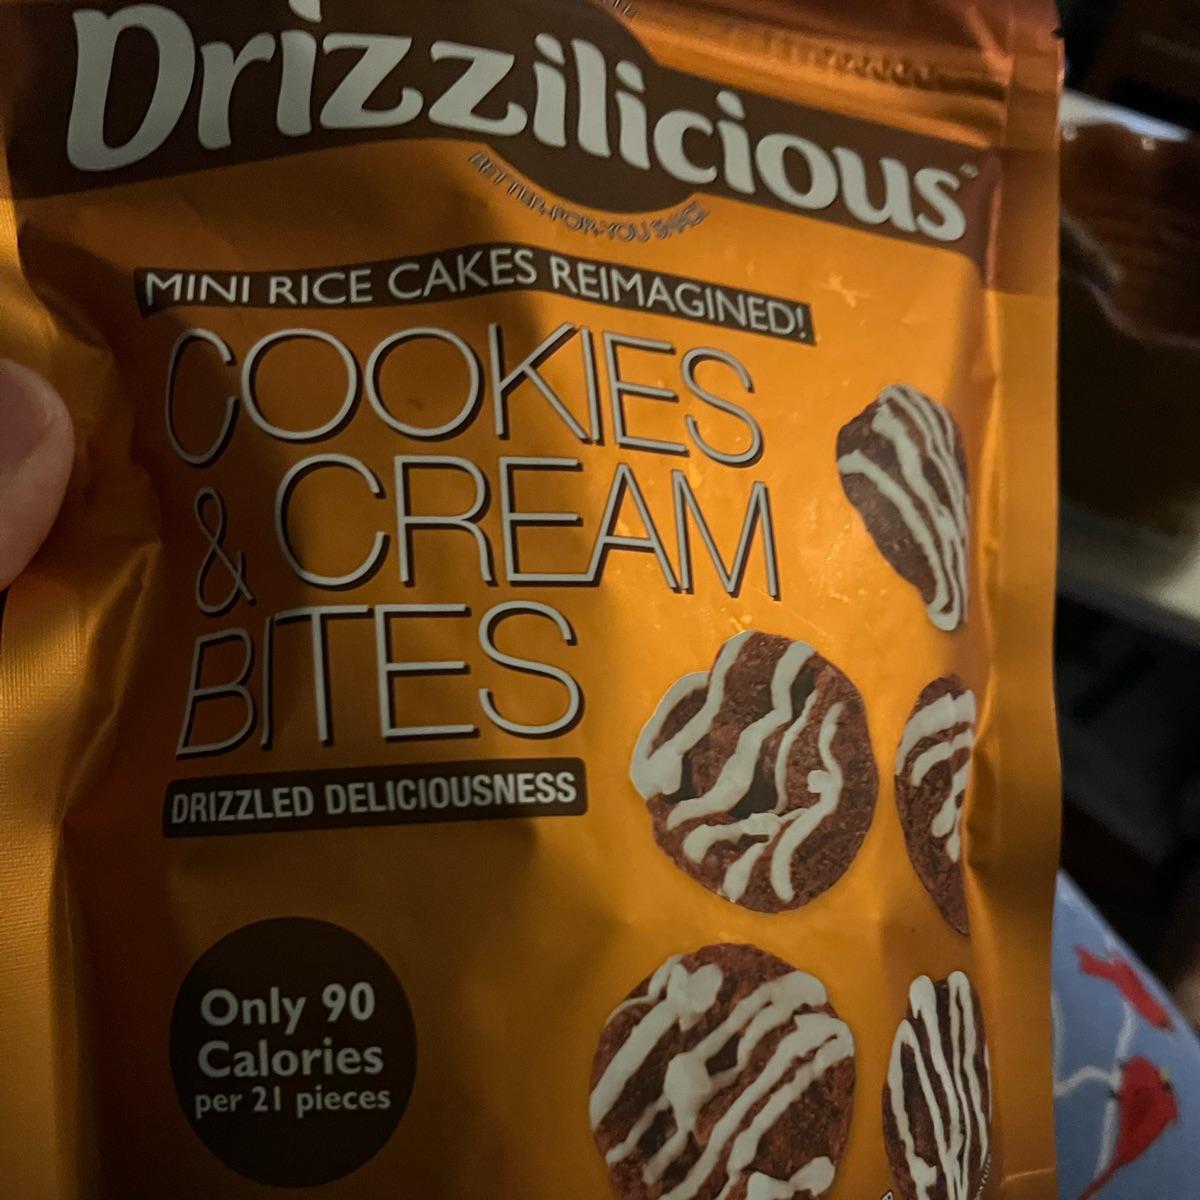 Drizzilicious™
BETTER-FOR-YOU SNACK
MINI RICE CAKES REIMAGINED!
COOKIES
& CREAM
BITES
DRIZZLED DELICIOUSNESS
Only 90
Calories
per 21 pieces